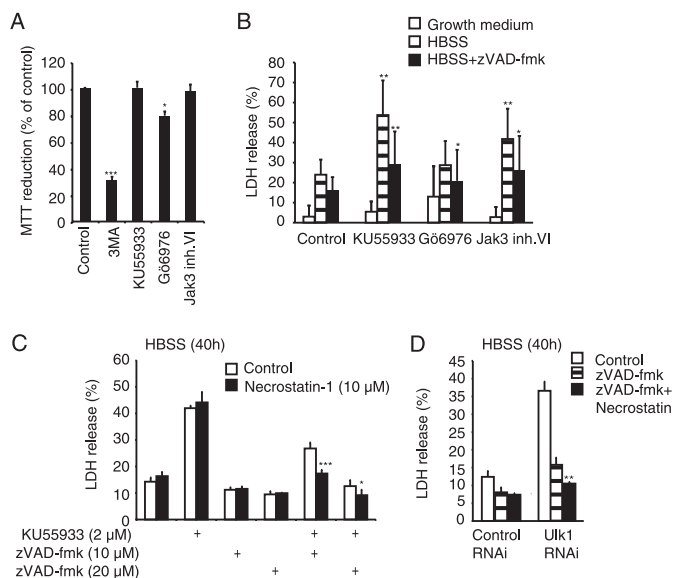 A
MTT reduction (% of control)
120
100
80
60
40
20
0
***
*
Control
3MA
KU55933
Gö6976
Jak3 inh.VI
B
Growth medium
HBSS
HBSS+zVAD-fmk
LDH release (%)
80
70
60
50
40
30
20
10
0
**
**
*
**
*
Control KU55933 Gö6976 Jak3 inh.VI
C
HBSS (40h)
Control
Necrostatin-1 (10 µM)
LDH release (%)
60
50
40
30
20
10
0
***
*
KU55933 (2 µM) + + +
zVAD-fmk (10 µM) + +
zVAD-fmk (20 µM) + +
D
HBSS (40h)
Control
zVAD-fmk
zVAD-fmk+
Necrostatin
LDH release (%)
45
35
30
25
20
15
10
5
0
**
Control Ulk1
RNAi RNAi